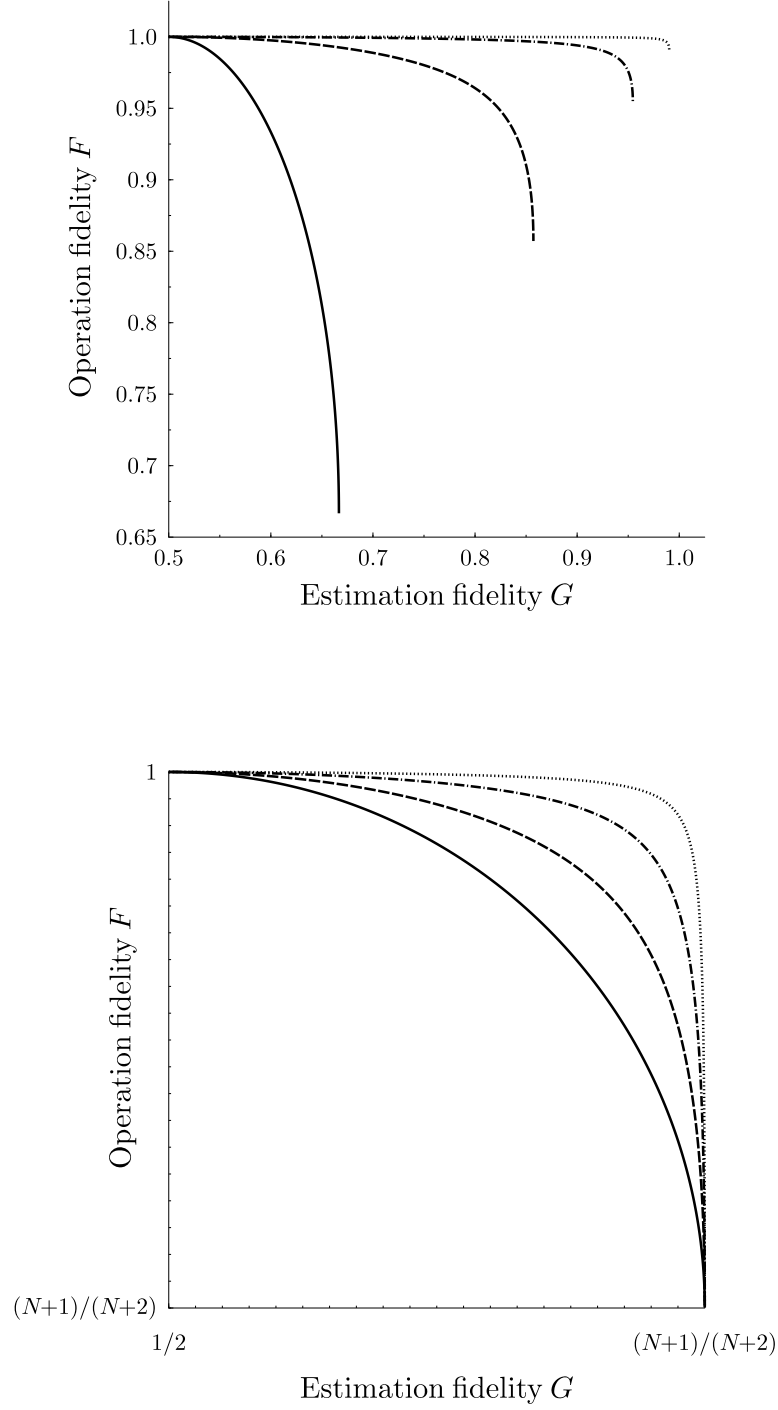 1.0
0.95
0.9
0.85
0.8
0.75
0.7
0.65
Operation fidelity F
0.5 0.6 0.7 0.8 0.9 1.0
Estimation fidelity G
1
Operation fidelity F
(N+1)/(N+2)
1/2 (N+1)/(N+2)
Estimation fidelity G